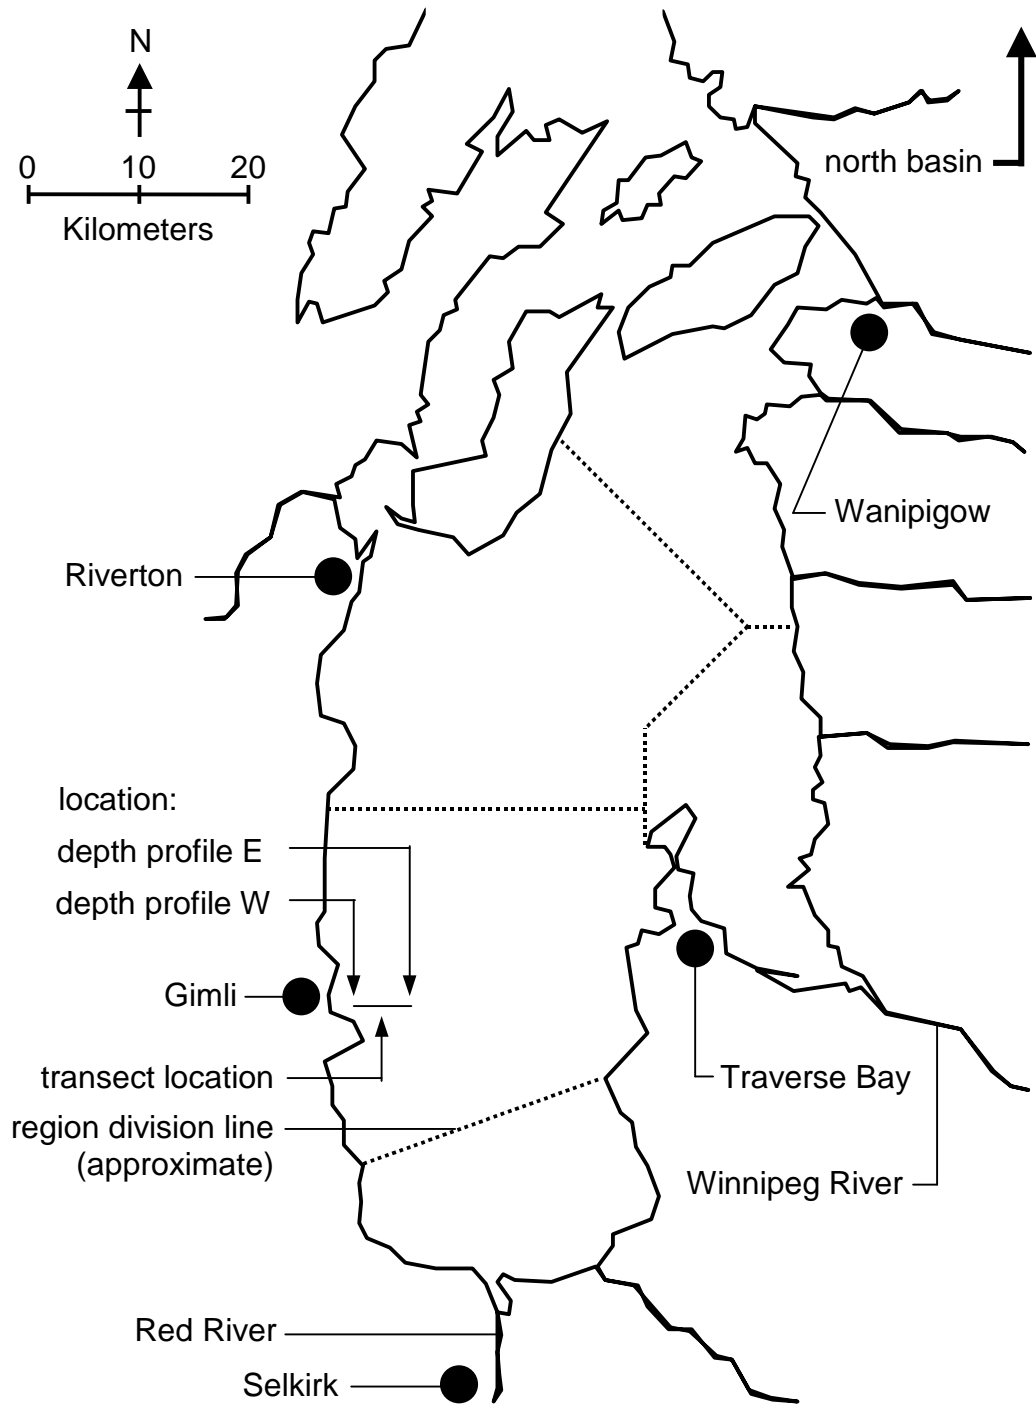 N
0 10 20
Kilometers
north basin
Wanipigow
Riverton
location:
depth profile E
depth profile W
Gimli
transect location
Traverse Bay
region division line
(approximate)
Winnipeg River
Red River
Selkirk